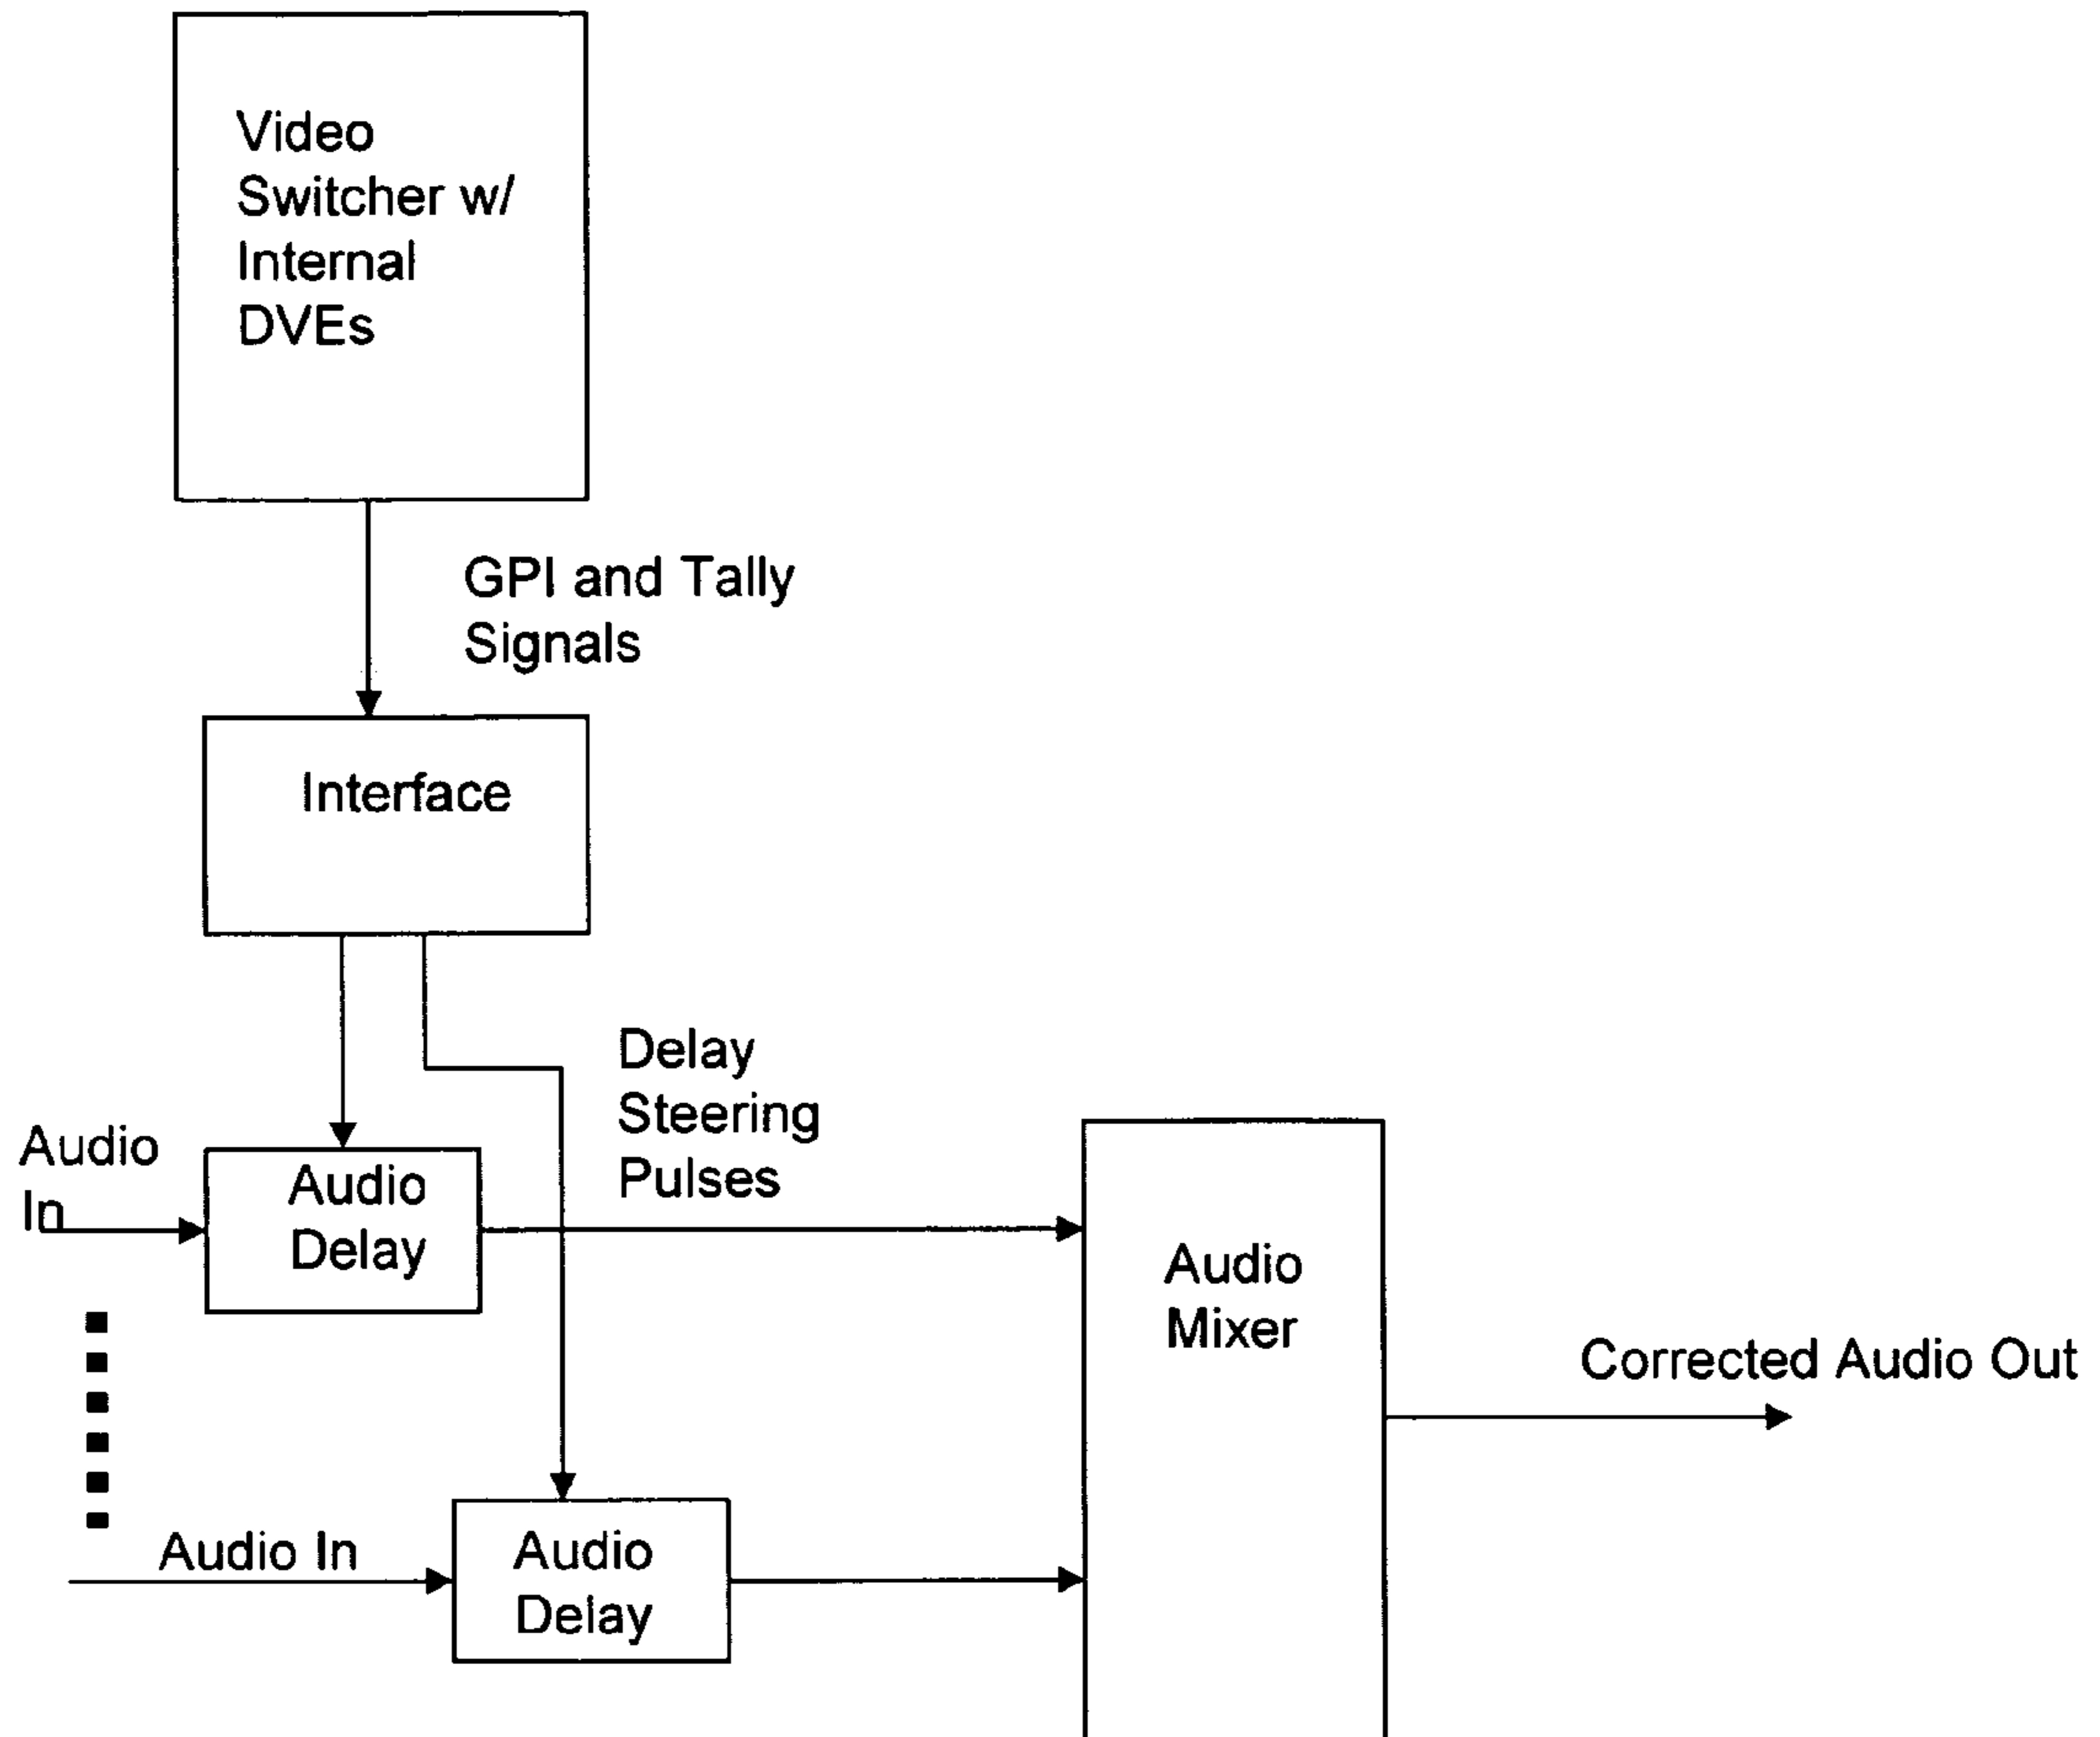 Video
Switcher w/
Internal
DVEs
GPI and Tally
Signals
Interface
Delay
Steering
Pulses
Audio
In
Audio
Delay
Audio
Mixer
Corrected Audio Out
Audio In
Audio
Delay